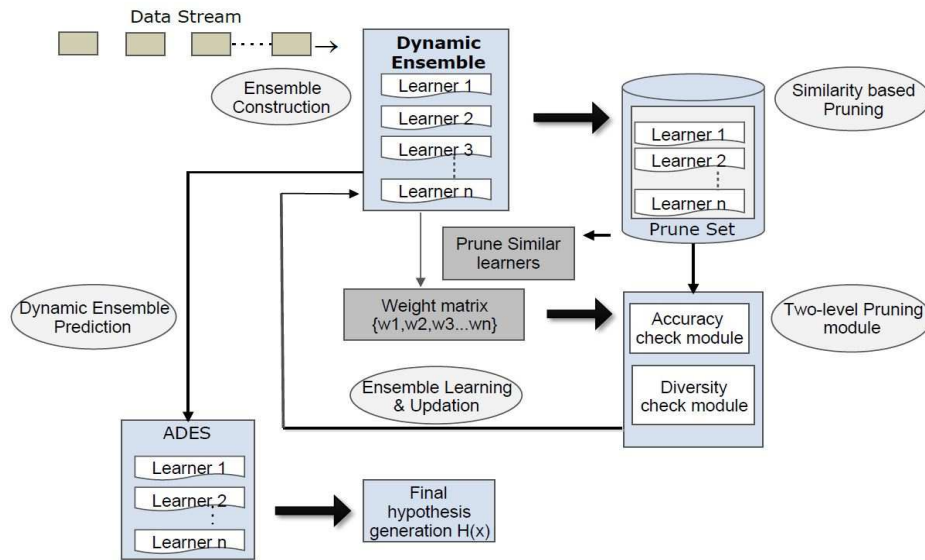 Data Stream
Dynamic
Ensemble
Learner 1
Learner 2
Learner 3
Learner n
Ensemble
Construction
Similarity based
Pruning
Learner 1
Learner 2
Learner n
Prune Set
Prune Similar
learners
Weight matrix
{w1,w2,w3...wn}
Dynamic Ensemble
Prediction
Accuracy
check module
Diversity
check module
Two-level Pruning
module
Ensemble Learning
& Updation
ADES
Learner 1
Learner 2
Learner n
Final
hypothesis
generation H(x)